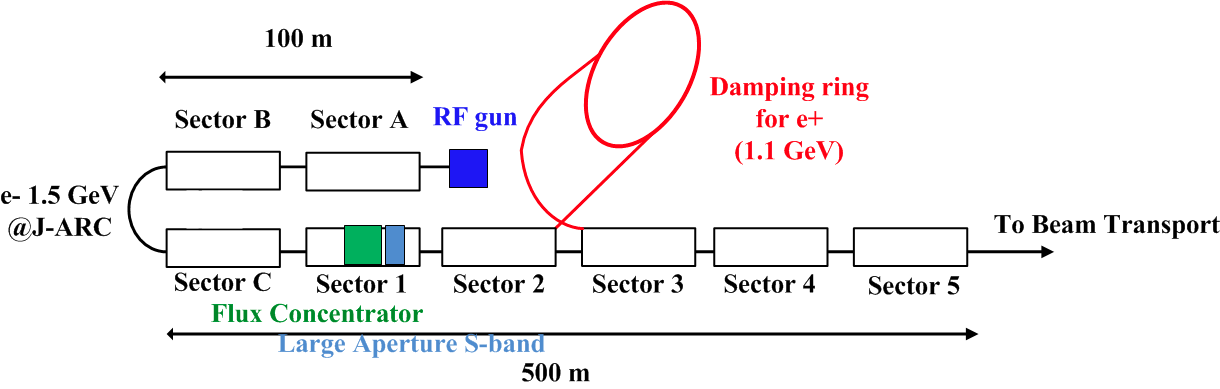 100 m
Sector B
Sector A
RF gun
Damping ring
for e+
(1.1 GeV)
e- 1.5 GeV
@J-ARC
To Beam Transport
Sector C
Sector 1
Sector 2
Sector 3
Sector 4
Sector 5
Flux Concentrator
Large Aperture S-band
500 m